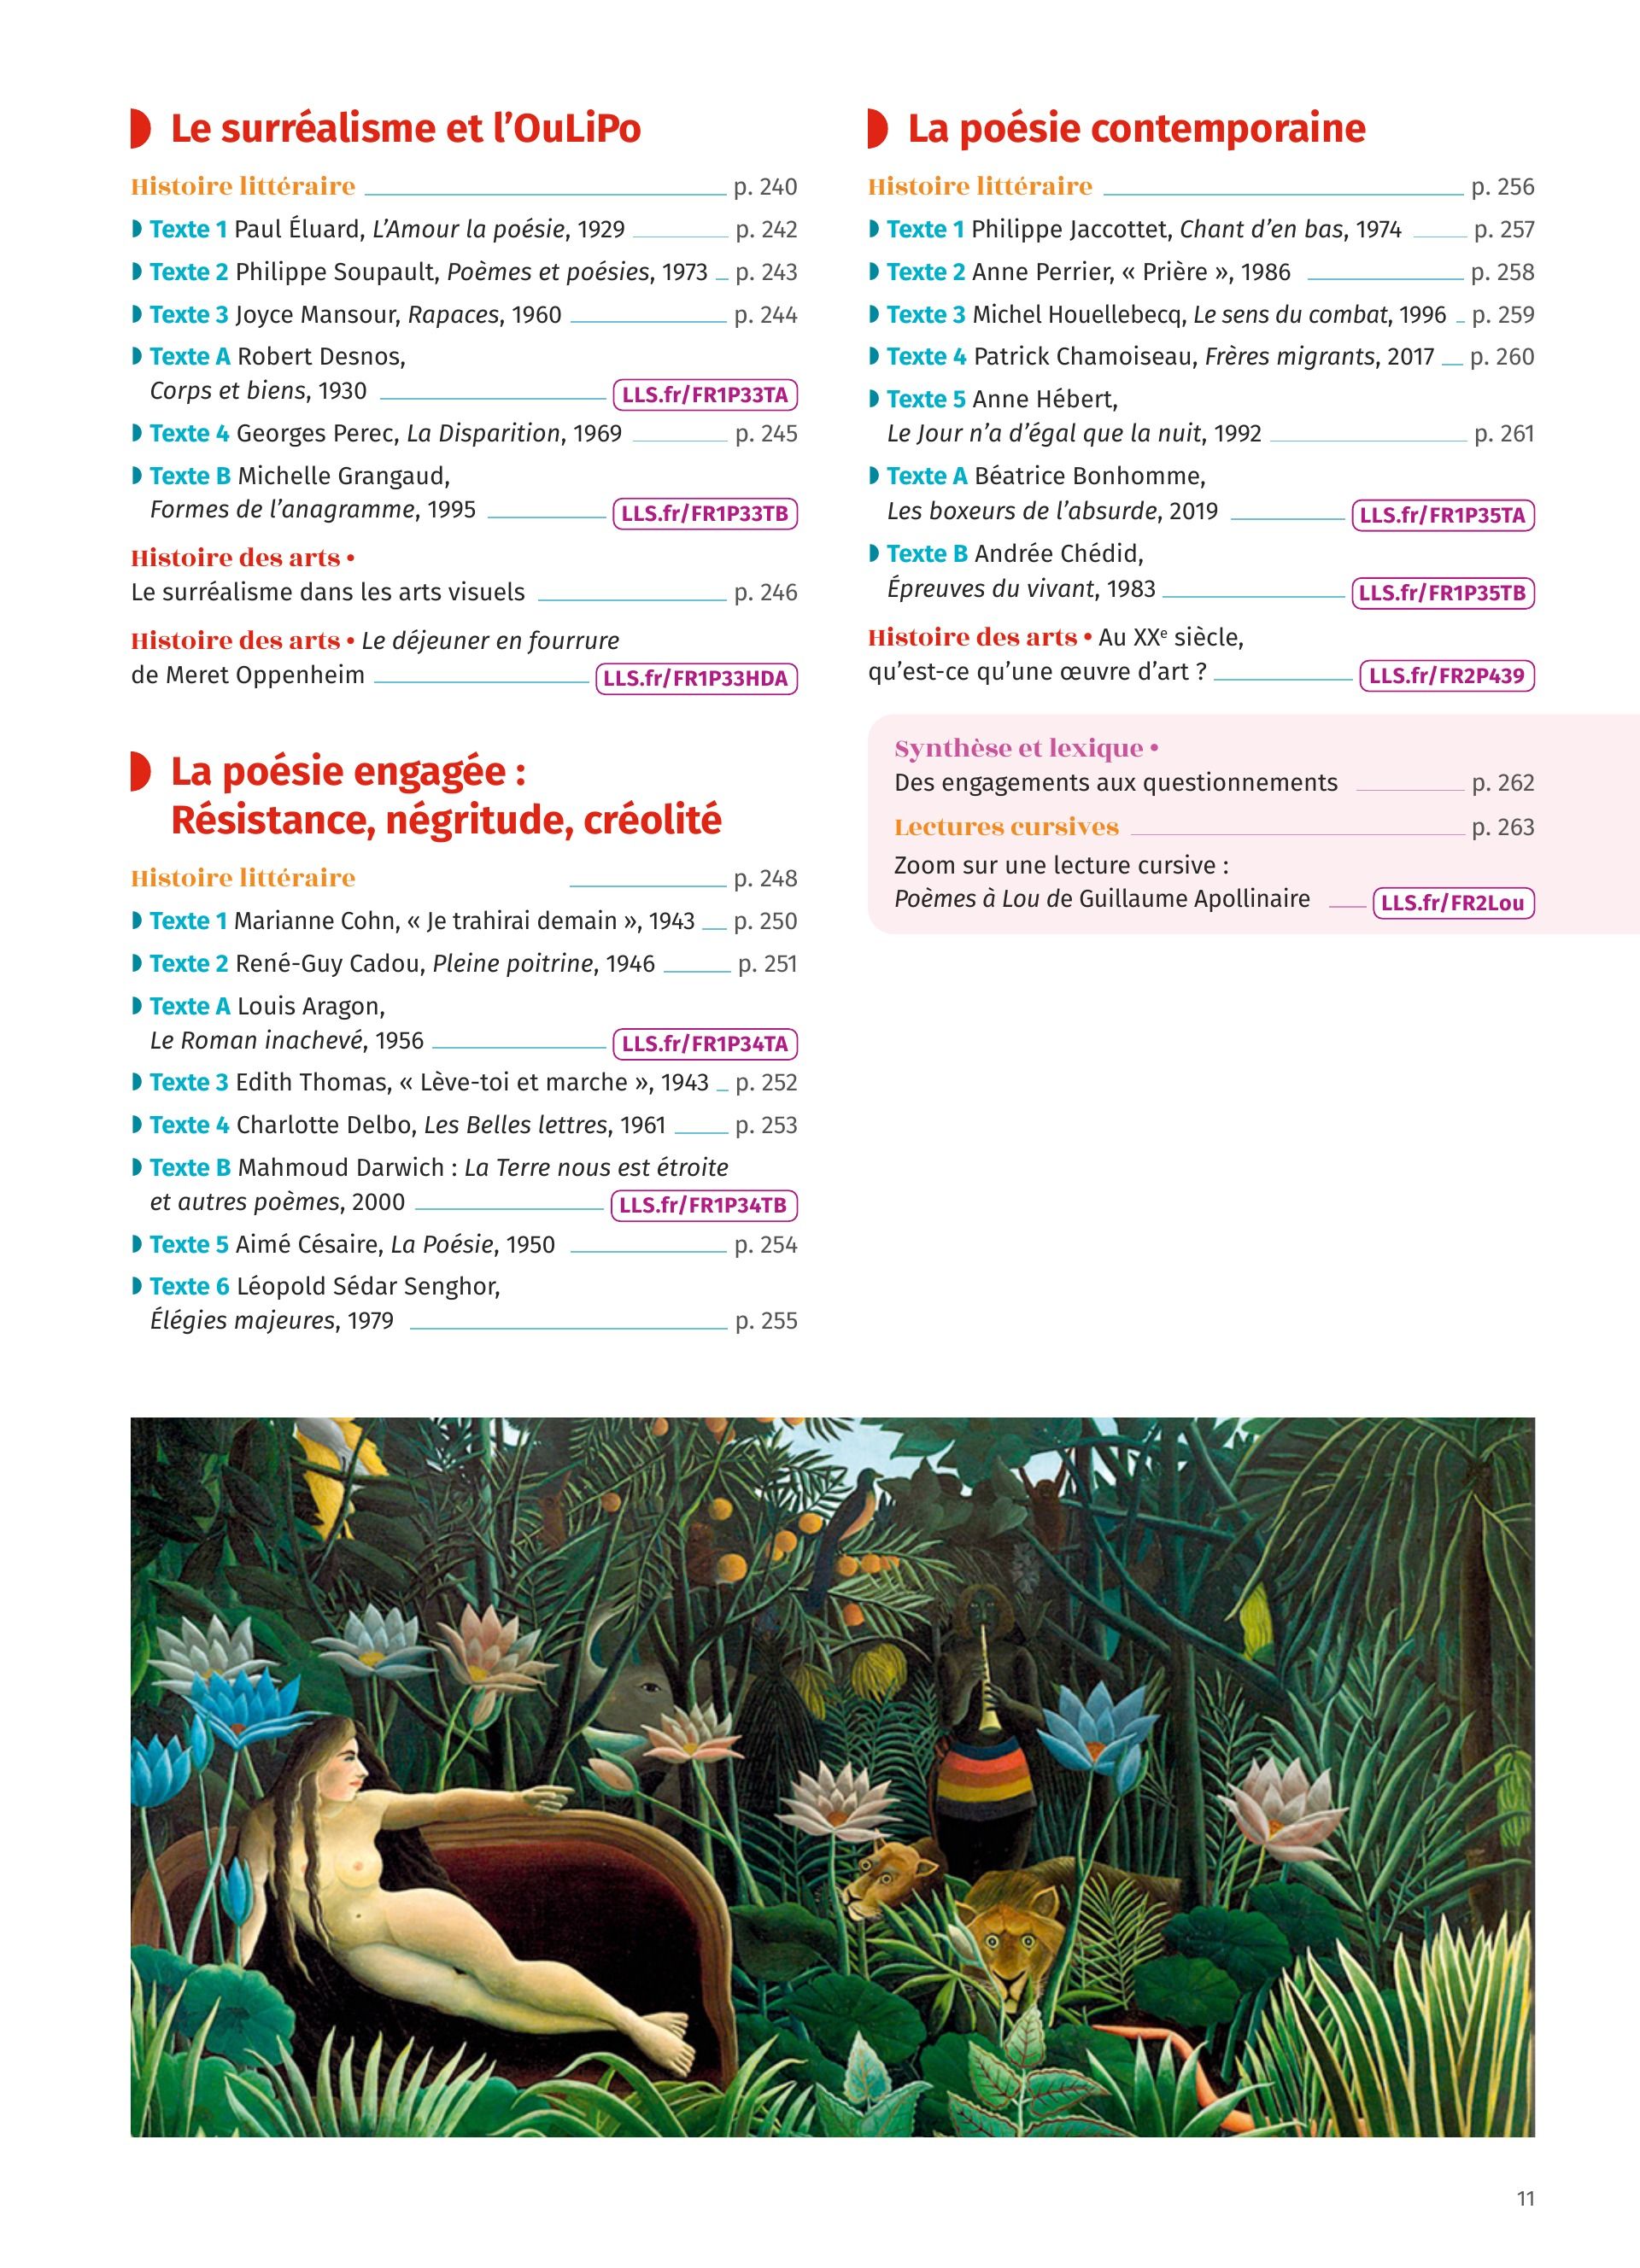 Le surréalisme et l'OuLiPo
Histoire littéraire p. 240
Texte 1 Paul Éluard, L'Amour la poésie, 1929 p. 242
Texte 2 Philippe Soupault, Poèmes et poésies, 1973 p. 243
Texte 3 Joyce Mansour, Rapaces, 1960 p. 244
Texte A Robert Desnos,
Corps et biens, 1930 LLS.fr/FR1P33TA
Texte 4 Georges Perec, La Disparition, 1969 p. 245
Texte B Michelle Grangaud,
Formes de l'anagramme, 1995 LLS.fr/FR1P33TB
Histoire des arts •
Le surréalisme dans les arts visuels p. 246
Histoire des arts • Le déjeuner en fourrure
de Meret Oppenheim LLS.fr/FR1P33HDA
La poésie engagée :
Résistance, négritude, créolité
Histoire littéraire p. 248
Texte 1 Marianne Cohn, « Je trahirai demain », 1943 p. 250
Texte 2 René-Guy Cadou, Pleine poitrine, 1946 p. 251
Texte A Louis Aragon,
Le Roman inachevé, 1956 LLS.fr/FR1P34TA
Texte 3 Edith Thomas, « Lève-toi et marche », 1943 p. 252
Texte 4 Charlotte Delbo, Les Belles lettres, 1961 p. 253
Texte B Mahmoud Darwich : La Terre nous est étroite
et autres poèmes, 2000 LLS.fr/FR1P34TB
Texte 5 Aimé Césaire, La Poésie, 1950 p. 254
Texte 6 Léopold Sédar Senghor,
Élégies majeures, 1979 p. 255
La poésie contemporaine
Histoire littéraire p. 256
Texte 1 Philippe Jaccottet, Chant d'en bas, 1974 p. 257
Texte 2 Anne Perrier, « Prière », 1986 p. 258
Texte 3 Michel Houellebecq, Le sens du combat, 1996 p. 259
Texte 4 Patrick Chamoiseau, Frères migrants, 2017 p. 260
Texte 5 Anne Hébert,
Le Jour n'a d'égal que la nuit, 1992 p. 261
Texte A Béatrice Bonhomme,
Les boxeurs de l'absurde, 2019 LLS.fr/FR1P35TA
Texte B Andrée Chédid,
Épreuves du vivant, 1983 LLS.fr/FR1P35TB
Histoire des arts • Au XXe siècle,
qu'est-ce qu'une œuvre d'art ? LLS.fr/FR2P439
Synthèse et lexique •
Des engagements aux questionnements p. 262
Lectures cursives p. 263
Zoom sur une lecture cursive :
Poèmes à Lou de Guillaume Apollinaire LLS.fr/FR2Lou
11